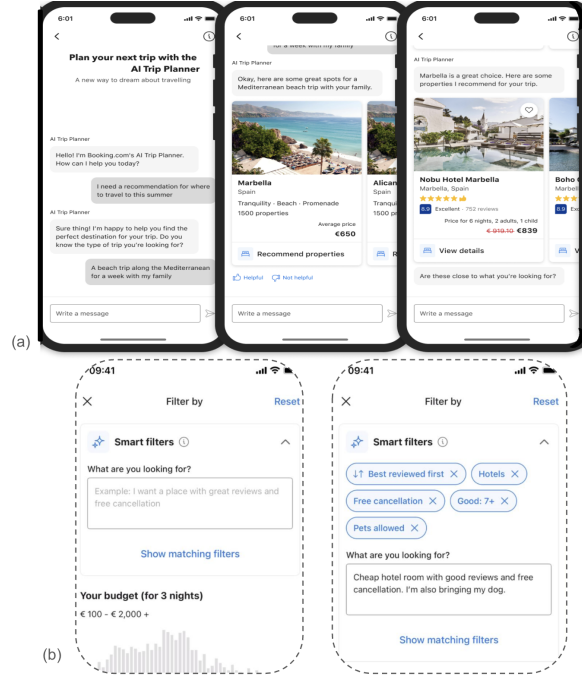 6:01
Plan your next trip with the
AI Trip Planner
A new way to dream about travelling
AI Trip Planner
Hello! I'm Booking.com's AI Trip Planner.
How can I help you today?
I need a recommendation for where
to travel to this summer
AI Trip Planner
Sure thing! I'm happy to help you find the
perfect destination for your trip. Do you
know the type of trip you're looking for?
A beach trip along the Mediterranean
for a week with my family
Write a message
6:01
for a week with my family
AI Trip Planner
Okay, here are some great spots for a
Mediterranean beach trip with your family.
Marbella
Spain
Tranquility · Beach · Promenade
1500 properties
Average price
€650
Recommend properties
Alican
Spain
Tranqu
1500 p
R
Helpful
Not helpful
Write a message
6:01
AI Trip Planner
Marbella is a great choice. Here are some
properties I recommend for your trip.
Nobu Hotel Marbella
Marbella, Spain
8.9 Excellent · 752 reviews
Price for 6 nights, 2 adults, 1 child
€ 919.10 €839
View details
Boho
Marbel
8.9 Ex
V
Are these close to what you're looking for?
Write a message
(a)
09:41
Filter by
Reset
Smart filters
What are you looking for?
Example: I want a place with great reviews and
free cancellation
Show matching filters
Your budget (for 3 nights)
€ 100 - € 2,000 +
09:41
Filter by
Reset
Smart filters
Best reviewed first
Hotels
Free cancellation
Good: 7+
Pets allowed
What are you looking for?
Cheap hotel room with good reviews and free
cancellation. I'm also bringing my dog.
Show matching filters
(b)